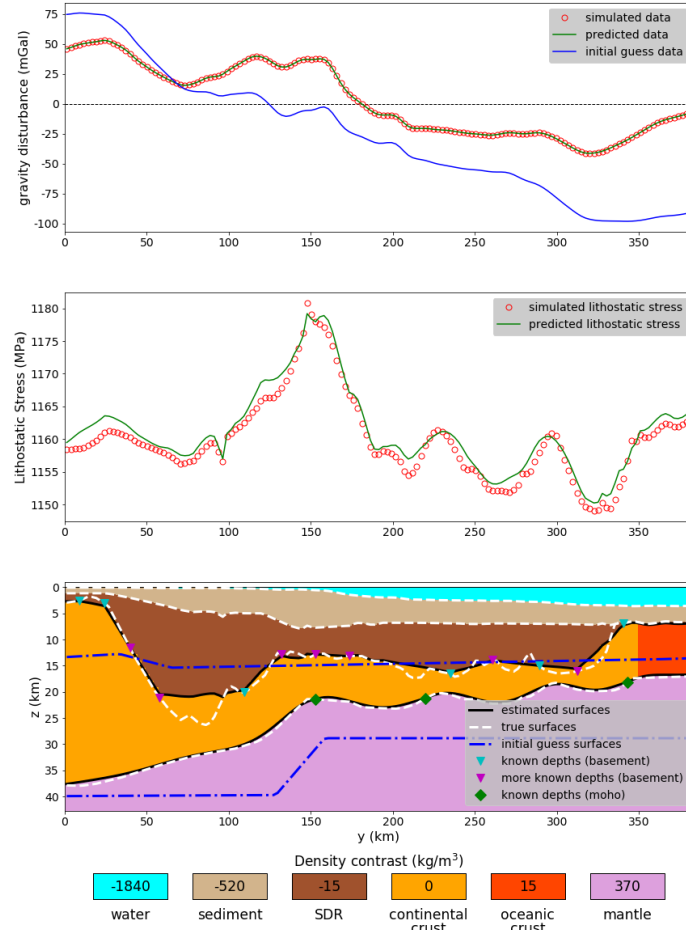 75
50
25
0
-25
-50
-75
-100
gravity disturbance (mGal)
simulated data
predicted data
initial guess data
0 50 100 150 200 250 300 350
1180
1175
1170
1165
1160
1155
1150
Lithostatic Stress (MPa)
simulated lithostatic stress
predicted lithostatic stress
0 50 100 150 200 250 300 350
0
5
10
15
20
25
30
35
40
z (km)
estimated surfaces
true surfaces
initial guess surfaces
known depths (basement)
more known depths (basement)
known depths (moho)
0 50 100 150 200 250 300 350
y (km)
Density contrast (kg/m³)
-1840 -520 -15 0 15 370
water sediment SDR continental crust oceanic crust mantle